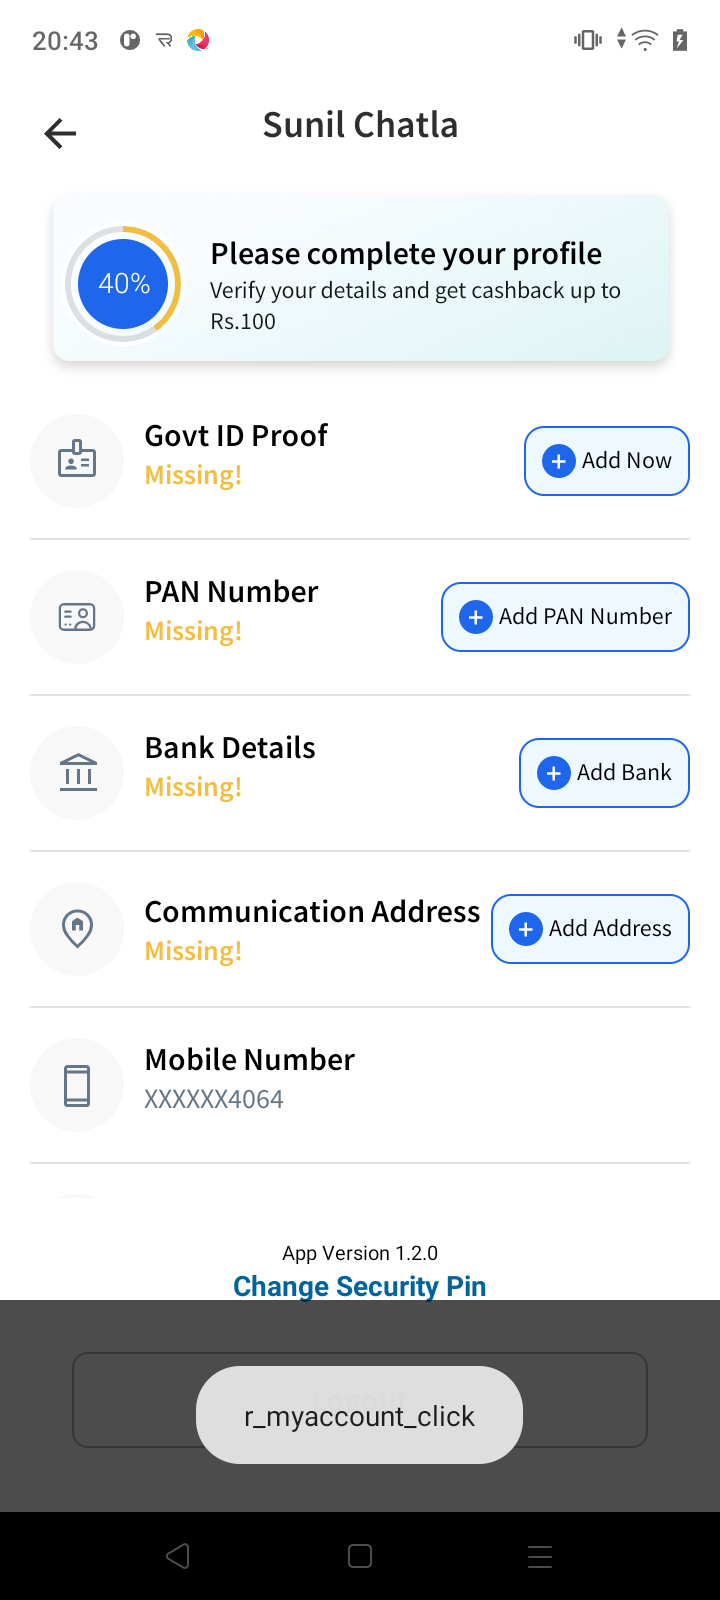 20:43
Sunil Chatla
40%
Please complete your profile
Verify your details and get cashback up to
Rs.100
Govt ID Proof
Missing!
Add Now
PAN Number
Missing!
Add PAN Number
Bank Details
Missing!
Add Bank
Communication Address
Missing!
Add Address
Mobile Number
XXXXXX4064
App Version 1.2.0
Change Security Pin
Logout
r_myaccount_click